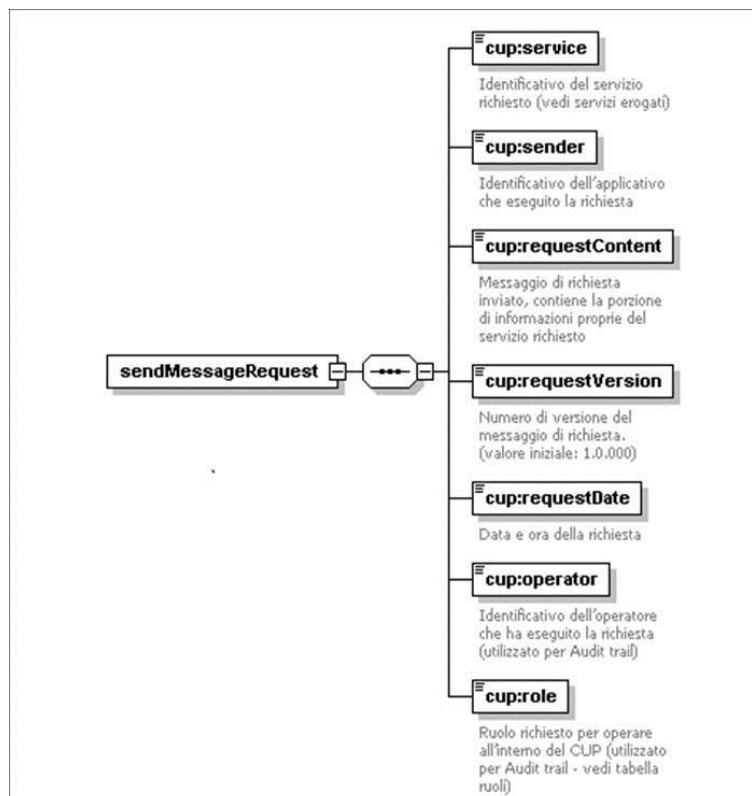 cup:service
Identificativo del servizio
richiesto (vedi servizi erogati)
cup:sender
Identificativo dell'applicativo
che eseguito la richiesta
cup:requestContent
Messaggio di richiesta
inviato, contiene la porzione
di informazioni proprie del
servizio richiesto
sendMessageRequest
cup:requestVersion
Numero di versione del
messaggio di richiesta.
(valore iniziale: 1.0.000)
cup:requestDate
Data e ora della richiesta
cup:operator
Identificativo dell'operatore
che ha eseguito la richiesta
(utilizzato per Audit trail)
cup:role
Ruolo richiesto per operare
all'interno del CUP (utilizzato
per Audit trail - vedi tabella
ruoli)